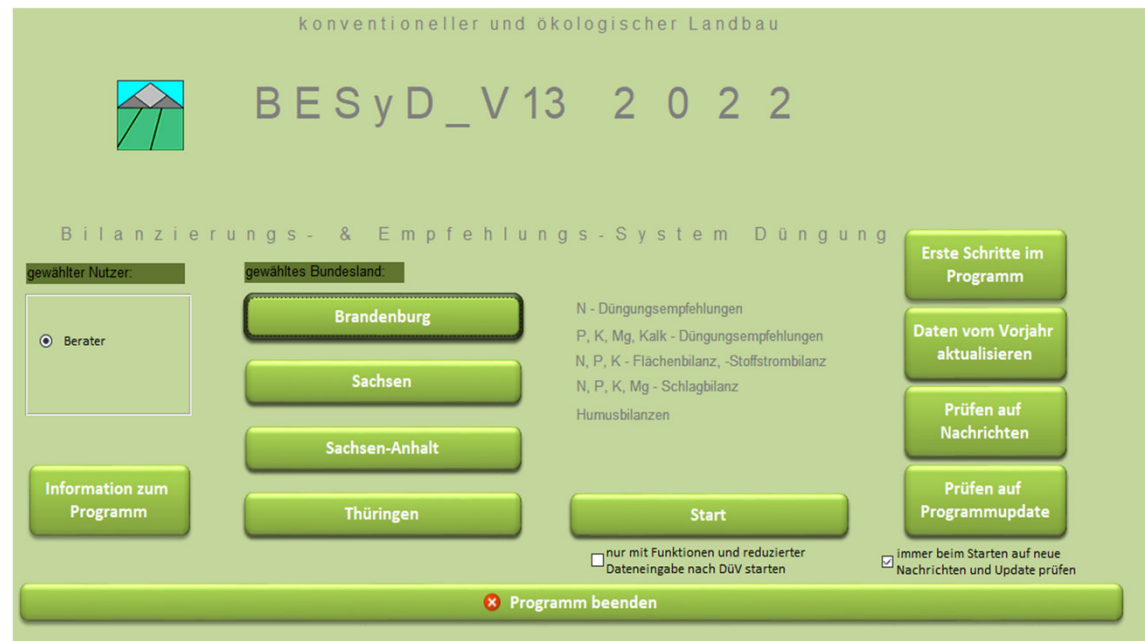 konventioneller und ökologischer Landbau
BESyD_V13 2022
Bilanzierungs- & Empfehlungs-System Düngung
gewählter Nutzer:
Berater
Information zum
Programm
gewähltes Bundesland:
Brandenburg
Sachsen
Sachsen-Anhalt
Thüringen
N - Düngungsempfehlungen
P, K, Mg, Kalk - Düngungsempfehlungen
N, P, K - Flächenbilanz, -Stoffstrombilanz
N, P, K, Mg - Schlagbilanz
Humusbilanzen
Start
nur mit Funktionen und reduzierter
Dateneingabe nach DüV starten
Erste Schritte im
Programm
Daten vom Vorjahr
aktualisieren
Prüfen auf
Nachrichten
Prüfen auf
Programmupdate
immer beim Starten auf neue
Nachrichten und Update prüfen
Programm beenden